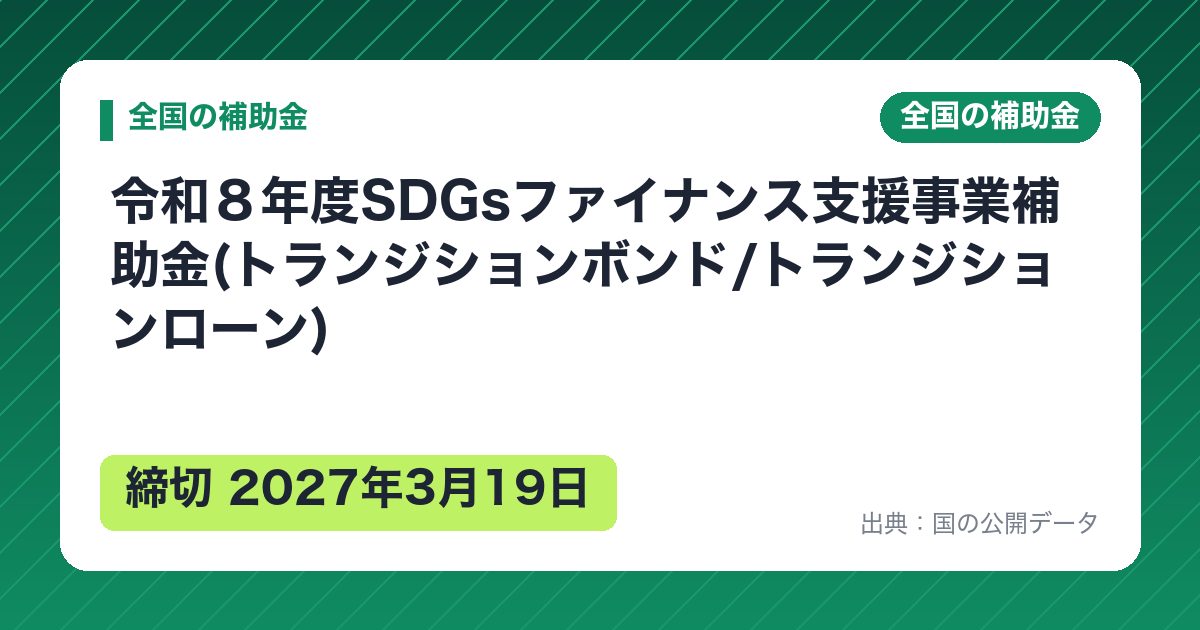 全国の補助金
全国の補助金
令和８年度SDGsファイナンス支援事業補
助金(トランジションボンド/トランジショ
ンローン)
締切 2027年3月19日
出典：国の公開データ